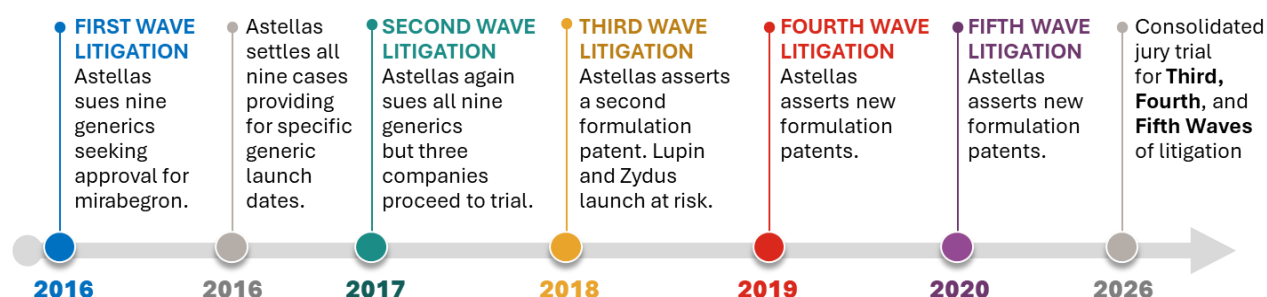 FIRST WAVE
LITIGATION
Astellas
sues nine
generics
seeking
approval for
mirabegron.
Astellas
settles all
nine cases
providing
for specific
generic
launch
dates.
SECOND WAVE
LITIGATION
Astellas again
sues all nine
generics
but three
companies
proceed to trial.
THIRD WAVE
LITIGATION
Astellas asserts
a second
formulation
patent. Lupin
and Zydus
launch at risk.
FOURTH WAVE
LITIGATION
Astellas
asserts new
formulation
patents.
FIFTH WAVE
LITIGATION
Astellas
asserts new
formulation
patents.
Consolidated
jury trial
for Third,
Fourth, and
Fifth Waves
of litigation
2016
2016
2017
2018
2019
2020
2026